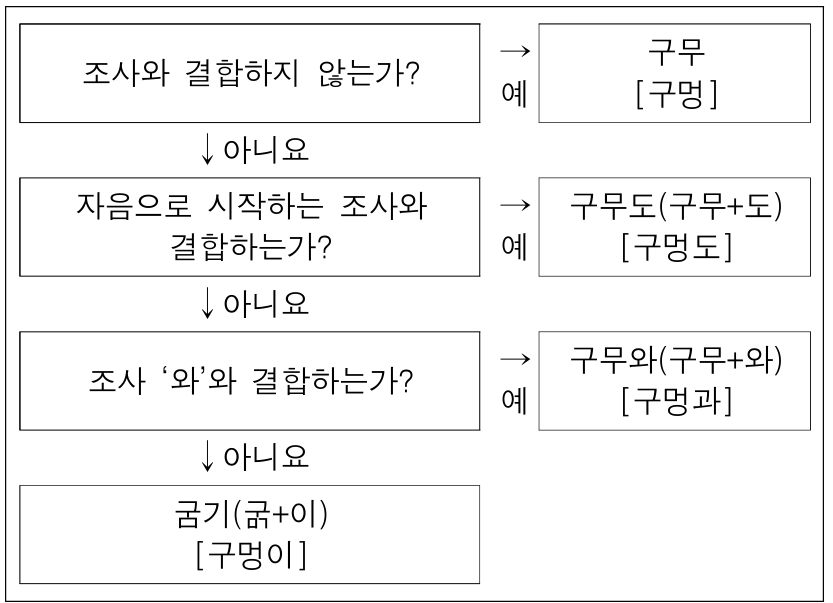 조사와 결합하지 않는가?
→
예
구무
[구멍]
↓아니요
자음으로 시작하는 조사와
결합하는가?
→
예
구무도(구무+도)
[구멍도]
↓아니요
조사 ‘와’와 결합하는가?
→
예
구무와(구무+와)
[구멍과]
↓아니요
굼기(굶+이)
[구멍이]